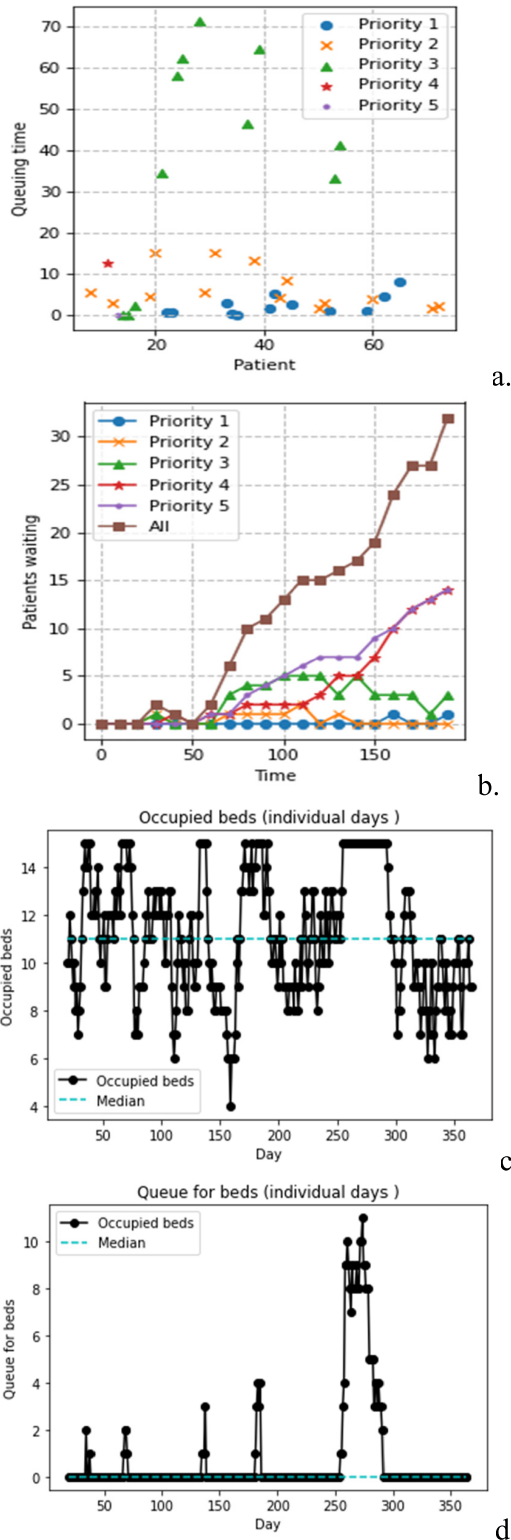 70
60
50
40
30
20
10
0
Queuing time
Priority 1
Priority 2
Priority 3
Priority 4
Priority 5
20 40 60
Patient
a.
30
25
20
15
10
5
0
Patients waiting
Priority 1
Priority 2
Priority 3
Priority 4
Priority 5
All
0 50 100 150
Time
b.
Occupied beds (individual days )
14
12
10
8
6
4
Occupied beds
Occupied beds
Median
50 100 150 200 250 300 350
Day
c
Queue for beds (individual days )
10
8
6
4
2
0
Queue for beds
Occupied beds
Median
50 100 150 200 250 300 350
Day
d